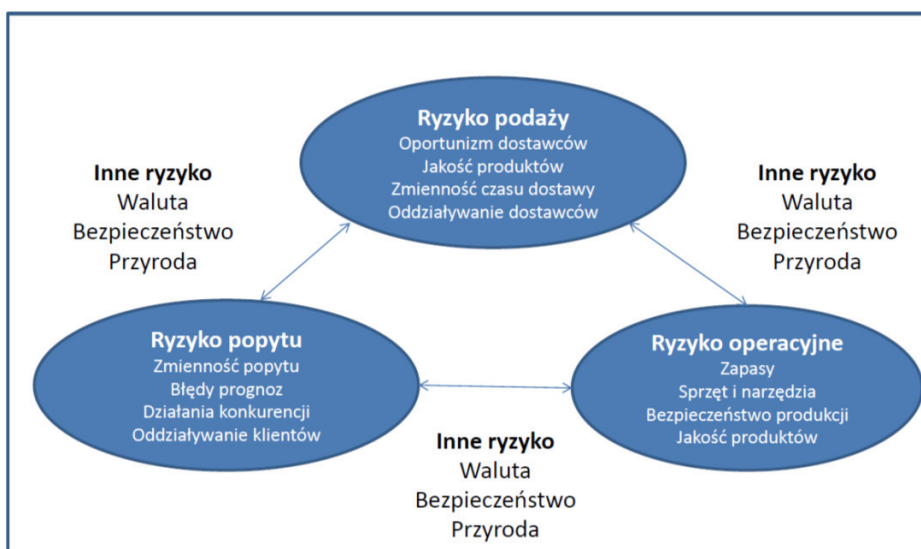 Ryzyko podaży
Oportunizm dostawców
Jakość produktów
Zmienność czasu dostawy
Oddziaływanie dostawców
Inne ryzyko
Waluta
Bezpieczeństwo
Przyroda
Inne ryzyko
Waluta
Bezpieczeństwo
Przyroda
Ryzyko popytu
Zmienność popytu
Błędy prognoz
Działania konkurencji
Oddziaływanie klientów
Ryzyko operacyjne
Zapasy
Sprzęt i narzędzia
Bezpieczeństwo produkcji
Jakość produktów
Inne ryzyko
Waluta
Bezpieczeństwo
Przyroda